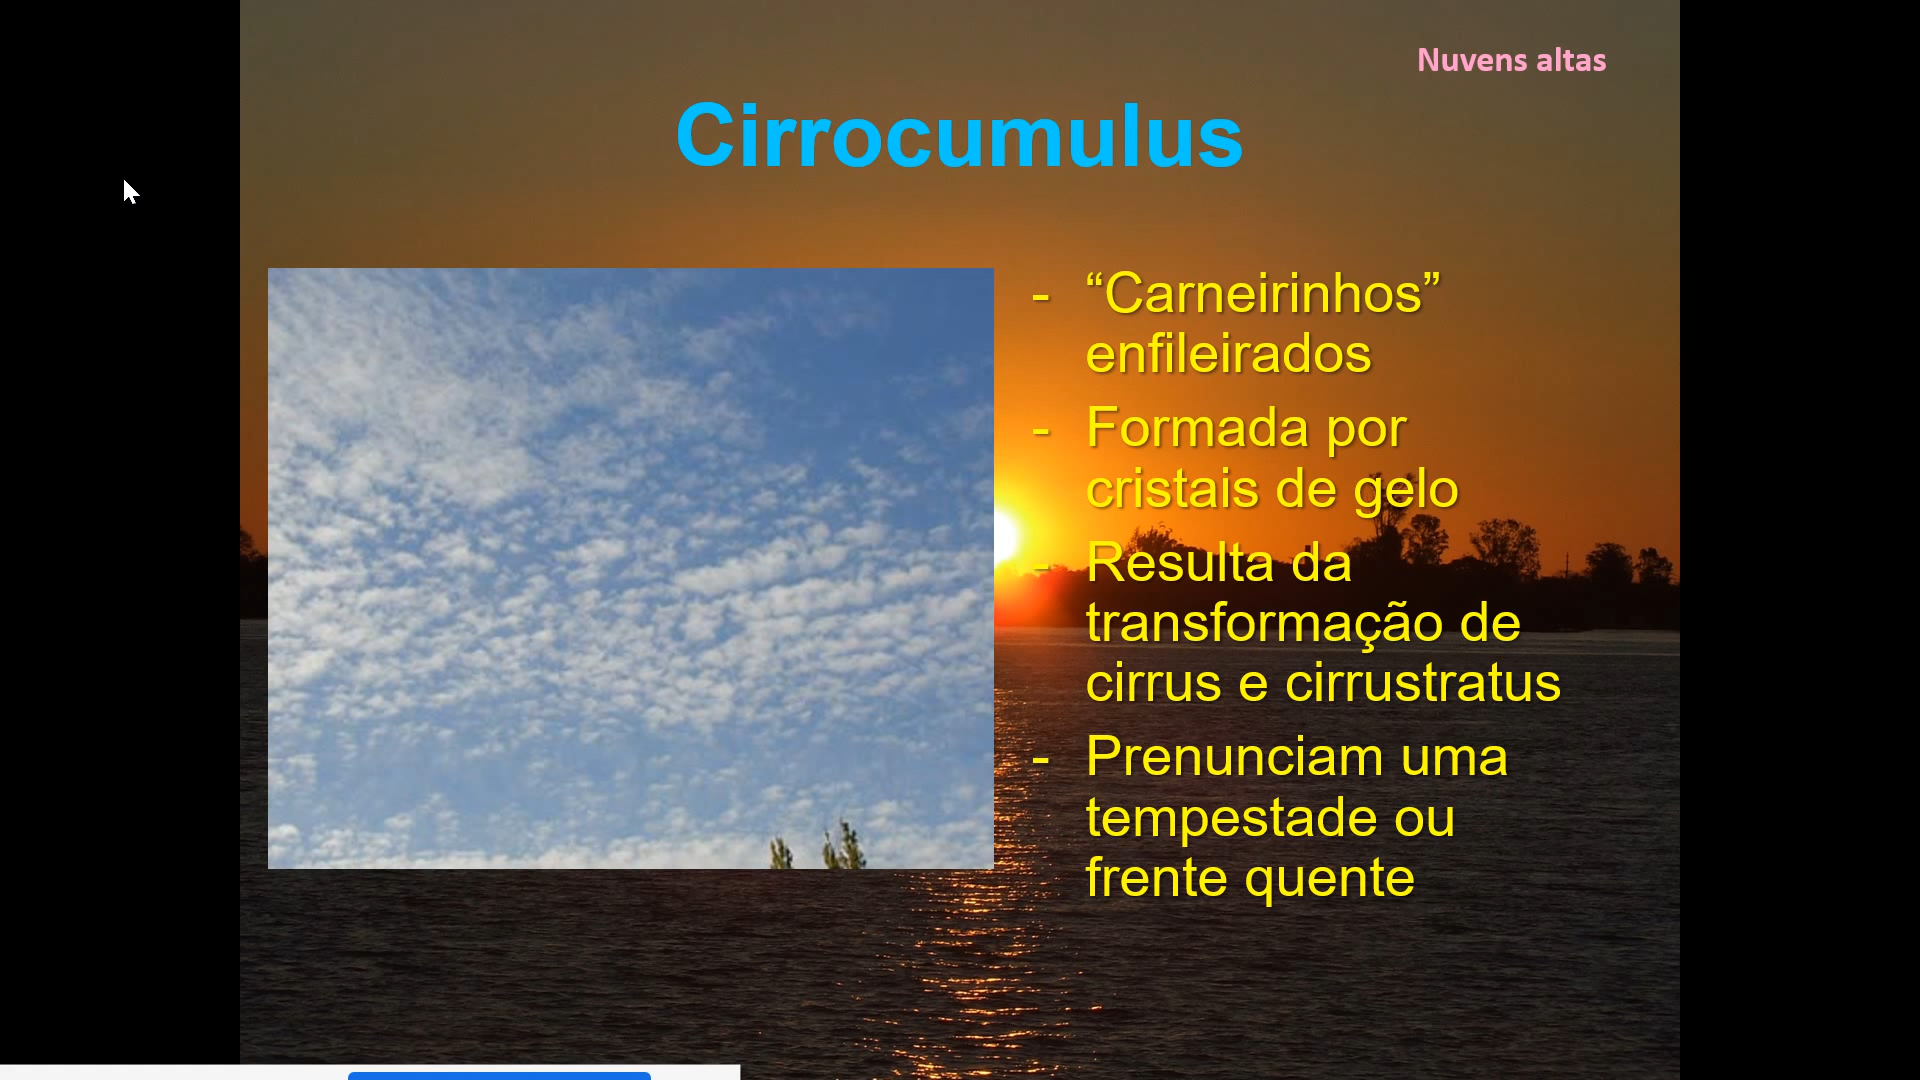 Nuvens altas
Cirrocumulus
- “Carneirinhos”
enfileirados
- Formada por
cristais de gelo
- Resulta da
transformação de
cirrus e cirrustratus
- Prenunciam uma
tempestade ou
frente quente